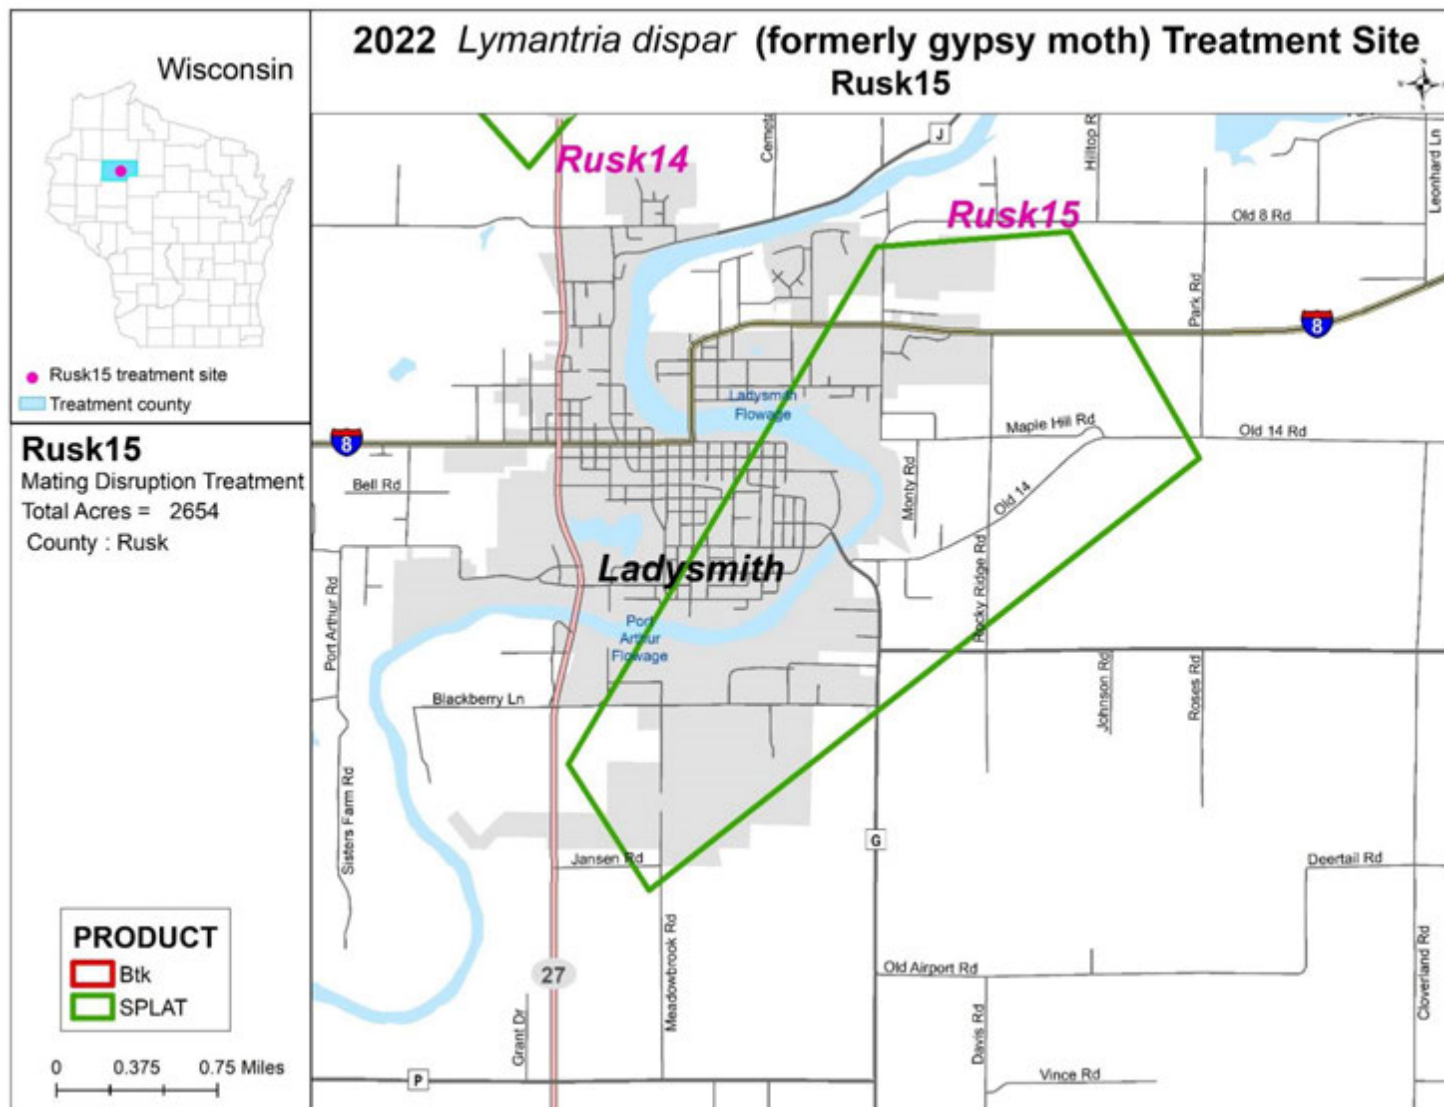 2022 Lymantria dispar (formerly gypsy moth) Treatment Site
Rusk15
Wisconsin
Rusk15 treatment site
Treatment county
Rusk15
Mating Disruption Treatment
Total Acres = 2654
County : Rusk
PRODUCT
Btk
SPLAT
0 0.375 0.75 Miles
Rusk14
J
Hilltop R
Leonhard Ln
Rusk15
Old 8 Rd
Park Rd
8
Ladysmith
Flowage
Maple Hill Rd
Old 14 Rd
8
Bell Rd
Monty Rd
Old 14
Ladysmith
Port Arthur Rd
Rocky Ridge Rd
Port
Arthur
Flowage
Blackberry Ln
Johnson Rd
Roses Rd
Sisters Farm Rd
G
Jansen Rd
Deertail Rd
Meadowbrook Rd
27
Old Airport Rd
Cloverland Rd
Grant Dr
Davis Rd
P
Vince Rd